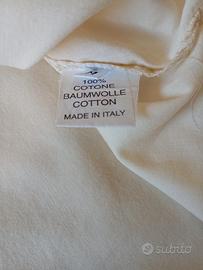 100%
COTONE
BAUMWOLLE
COTTON
MADE IN ITALY
subito